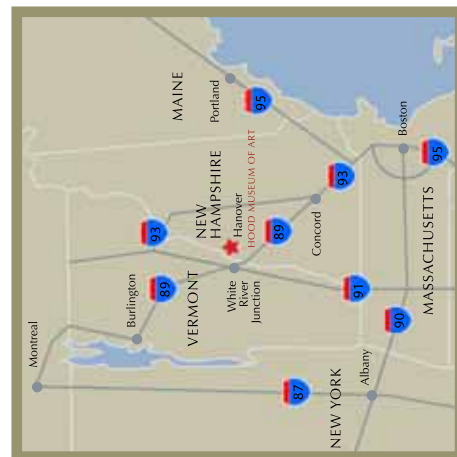 Montreal
Burlington
89
VERMONT
White
River
Junction
93
NEW
HAMPSHIRE
Hanover
HOOD MUSEUM OF ART
89
Concord
93
MAINE
Portland
95
Boston
95
MASSACHUSETTS
91
90
87
Albany
NEW YORK